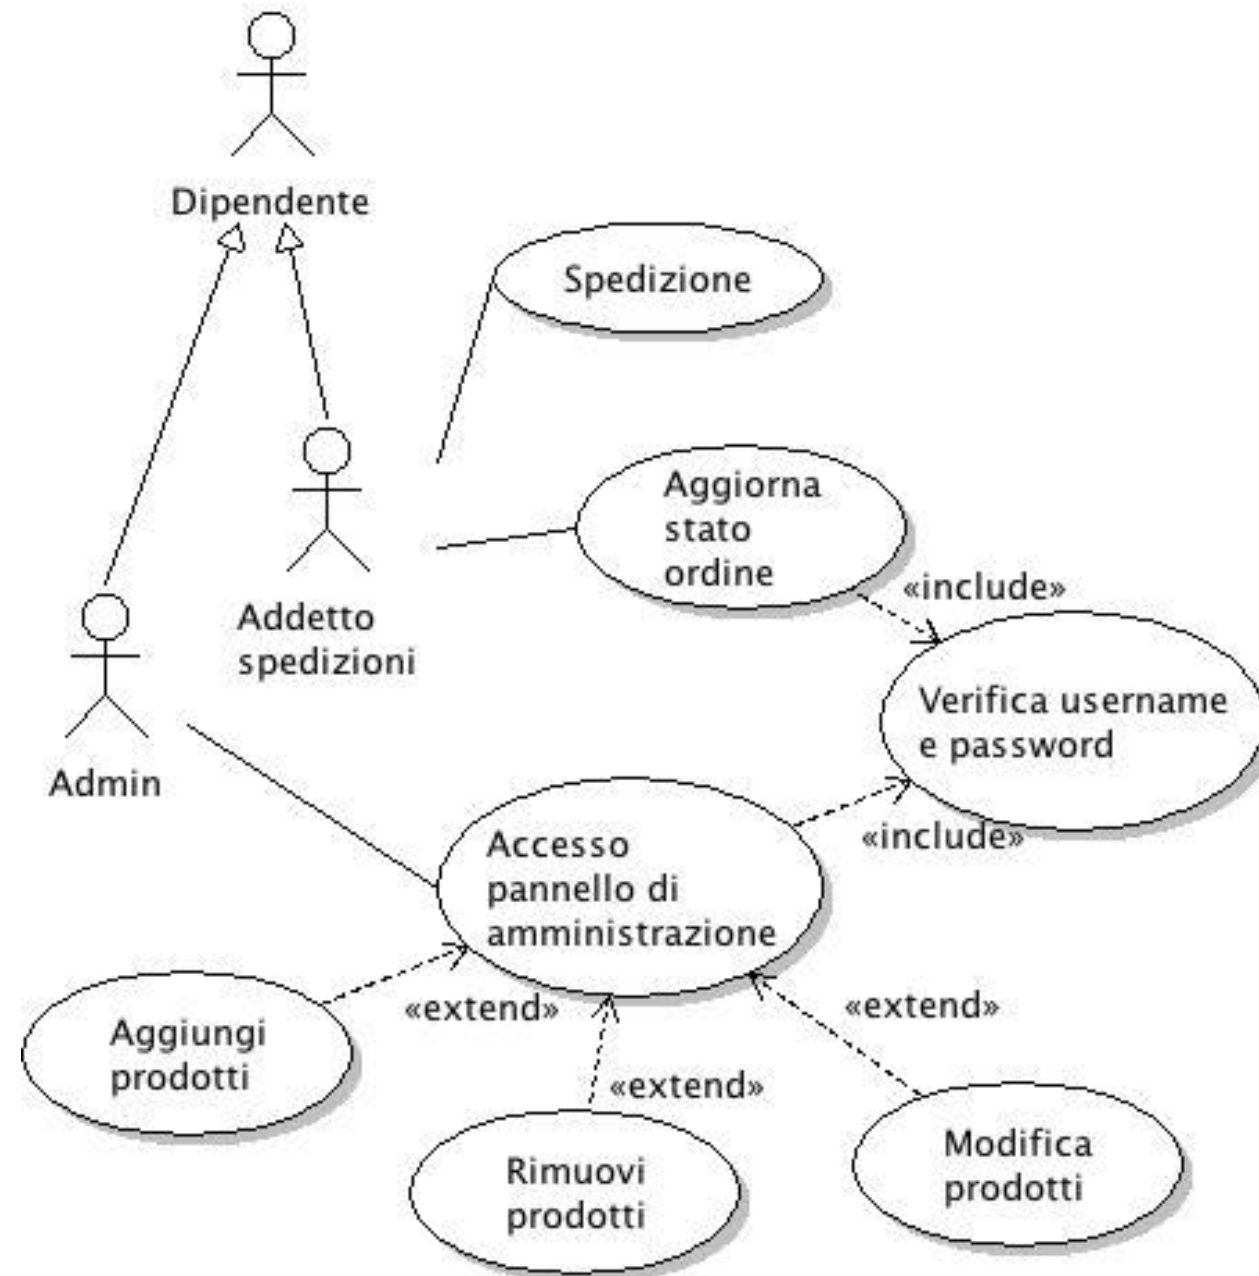 Dipendente
Spedizione
Aggiorna
stato
ordine
«include»
Addetto
spedizioni
Verifica username
e password
Admin
«include»
Accesso
pannello di
amministrazione
«extend»
«extend»
Aggiungi
prodotti
«extend»
Modifica
prodotti
Rimuovi
prodotti